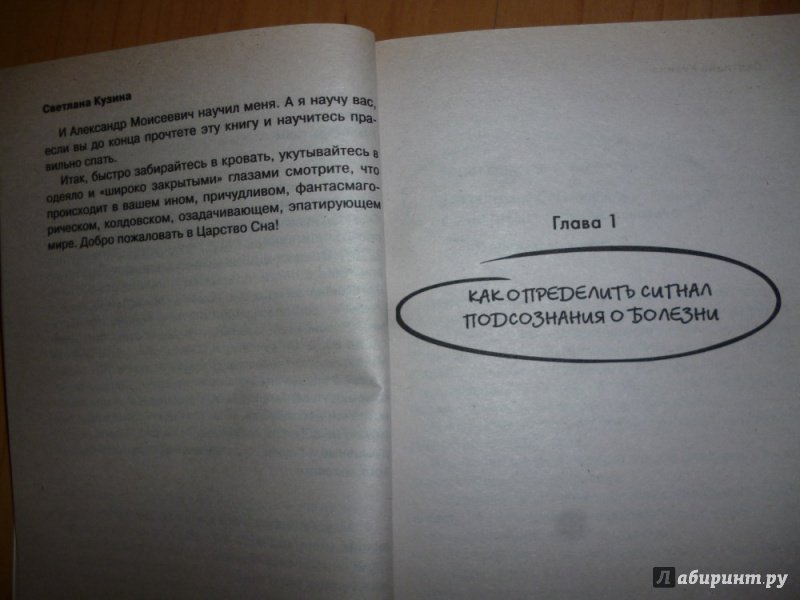 Светлана Кузина
И Александр Моисеевич научил меня. А я научу вас,
если вы до конца прочтете эту книгу и научитесь пра-
вильно спать.
Итак, быстро забирайтесь в кровать, укутывайтесь в
одеяло и «широко закрытыми» глазами смотрите, что
происходит в вашем ином, причудливом, фантасмаго-
рическом, колдовском, озадачивающем, эпатирующем
мире. Добро пожаловать в Царство Сна!
Глава 1
КАК ОПРЕДЕЛИТЬ СИГНАЛ
ПОДСОЗНАНИЯ О БОЛЕЗНИ
Лабиринт.ру